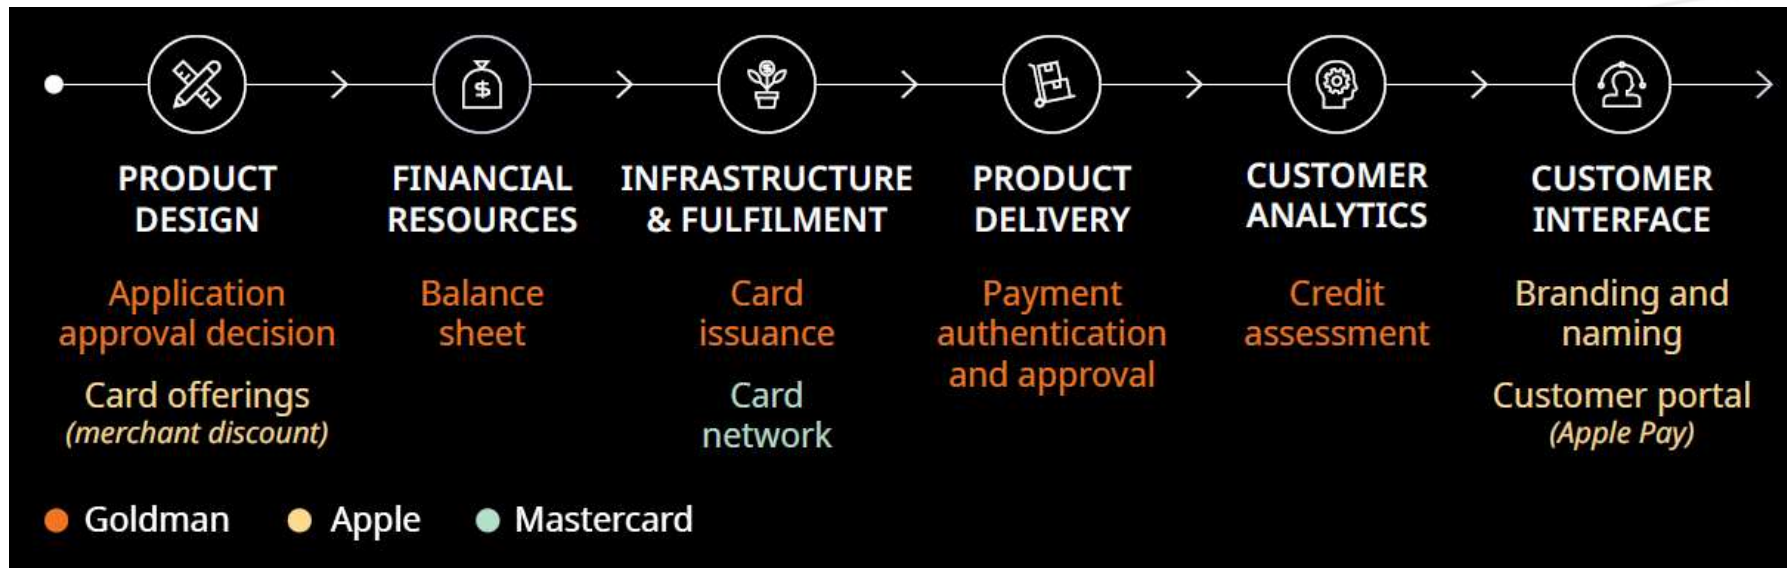 PRODUCT
DESIGN
Application
approval decision
Card offerings
(merchant discount)
FINANCIAL
RESOURCES
Balance
sheet
INFRASTRUCTURE
& FULFILMENT
Card
issuance
Card
network
PRODUCT
DELIVERY
Payment
authentication
and approval
CUSTOMER
ANALYTICS
Credit
assessment
CUSTOMER
INTERFACE
Branding and
naming
Customer portal
(Apple Pay)
Goldman
Apple
Mastercard